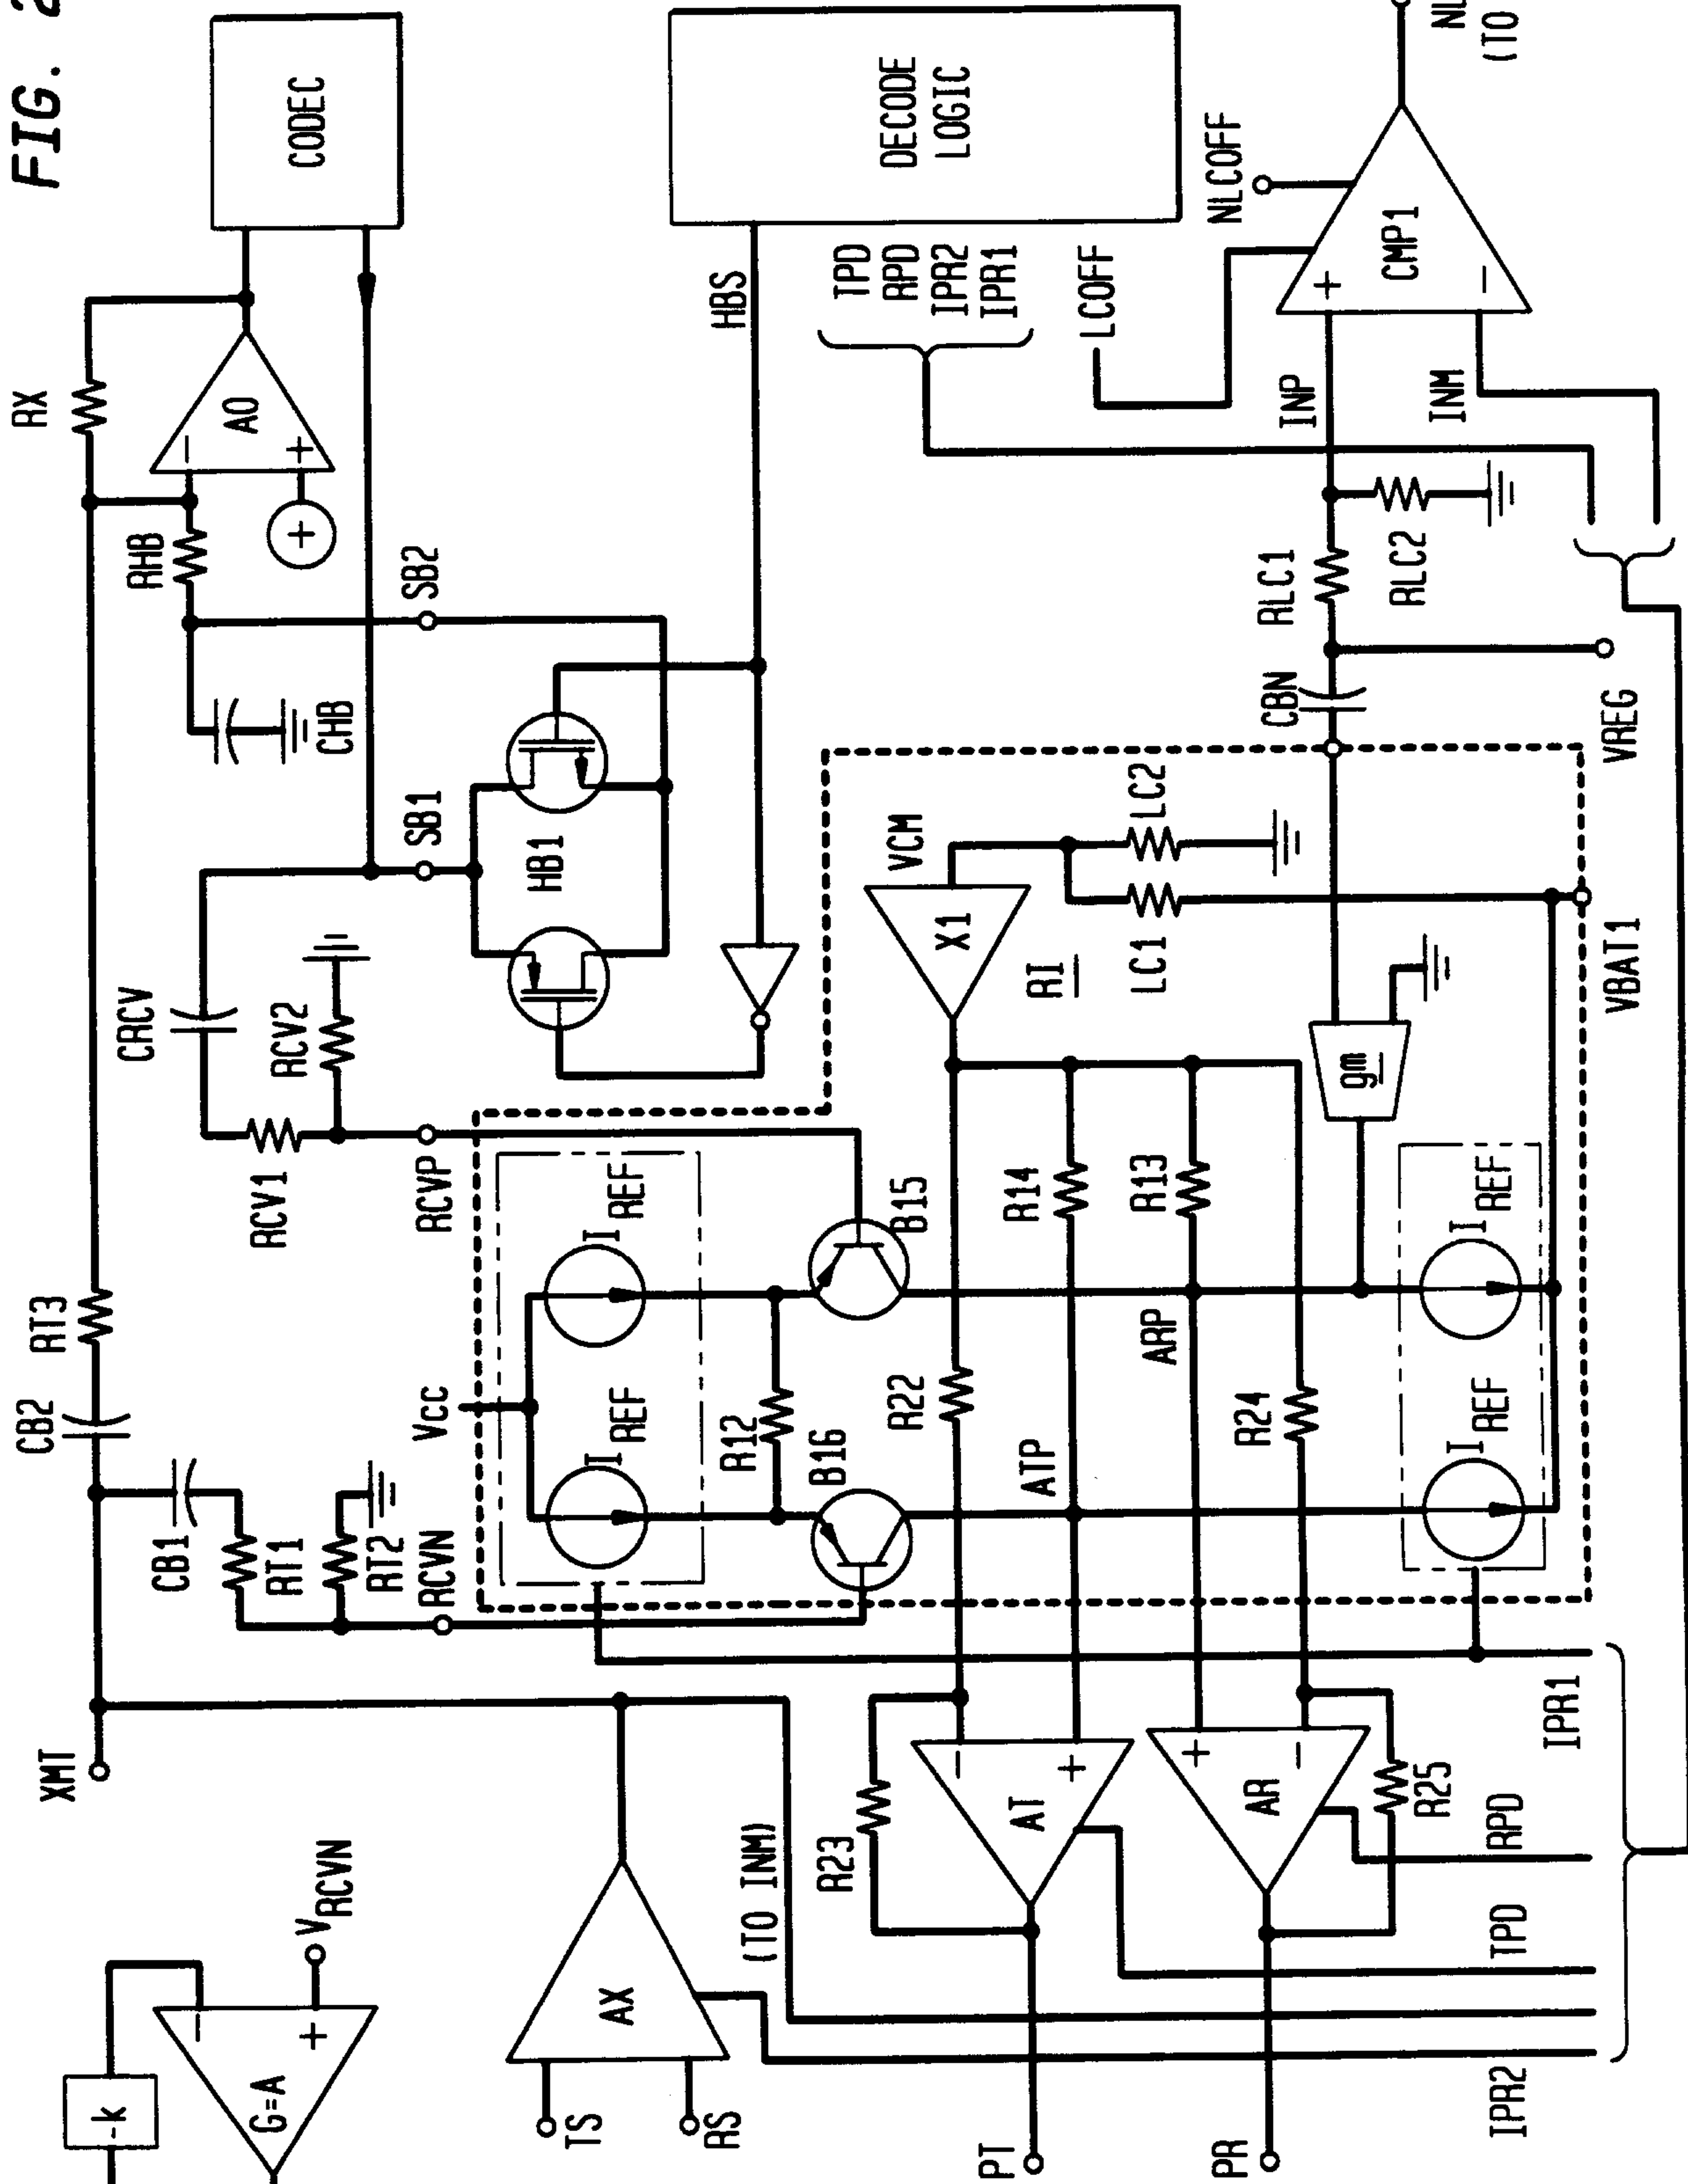 FIG. 2
CODEC
RX
A0
−
+
+
RHB
CHB
SB2
SB1
HB1
HBS
DECODE
LOGIC
TPD
RPD
IPR2
IPR1
LCOFF
NLCOFF
CMP1
+
−
INP
INM
NL
(TO
RLC1
RLC2
CBN
VREG
VCM
LC2
LC1
X1
RI
VBAT1
gm
CRCV
RCV2
RCV1
RCVP
RT3
CB2
CB1
RT1
RT2
RCVN
Vcc
IREF
IREF
R12
B15
B16
R14
R13
R22
ATP
ARP
R24
IREF
IREF
XMT
IPR1
(TO INM)
R23
AT
−
+
AR
+
−
R25
RPD
TPD
IPR2
AX
TS
RS
PT
PR
-k
G=A
−
+
VRCVN